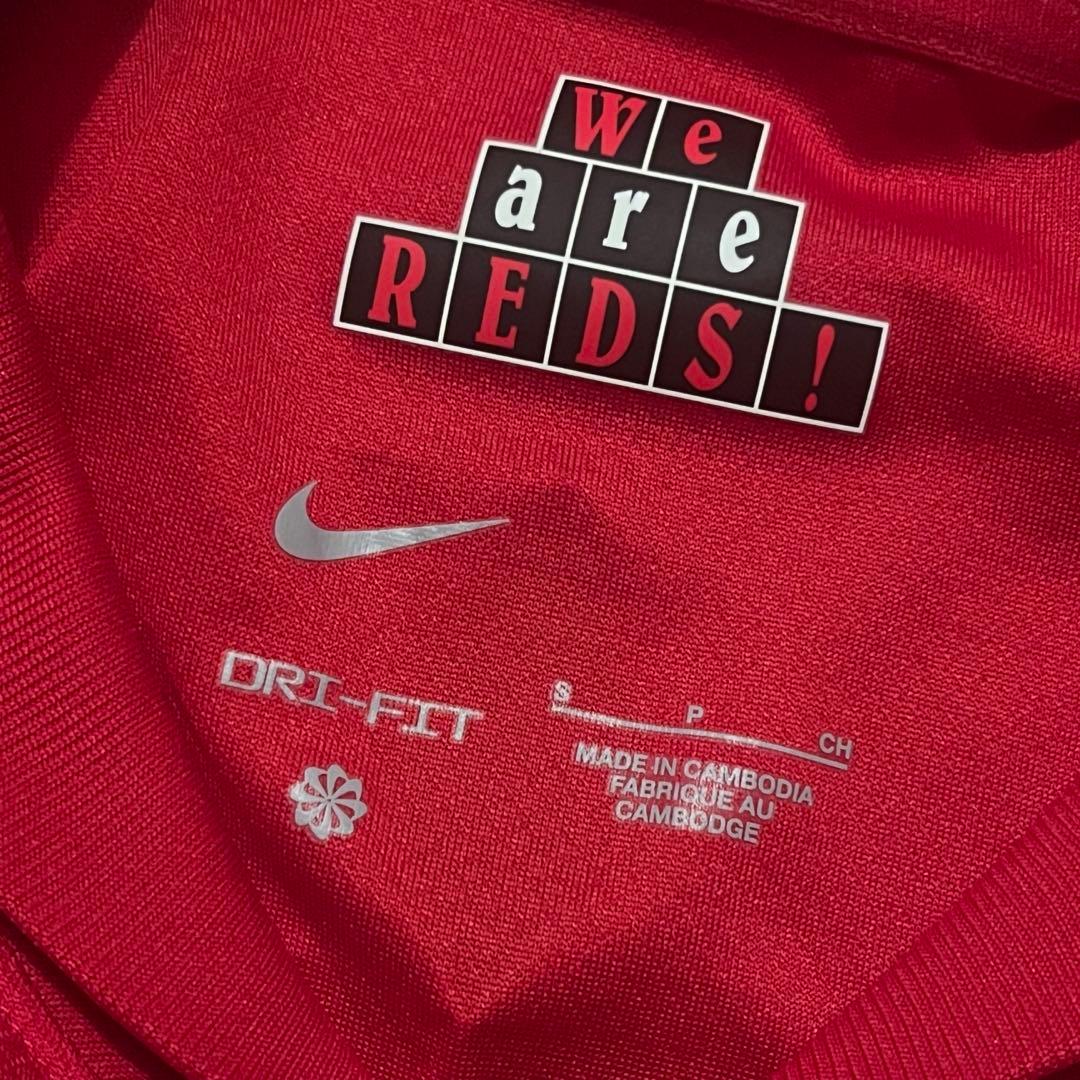 We
are
REDS!
DRI-FIT
S P CH
MADE IN CAMBODIA
FABRIQUE AU
CAMBODGE